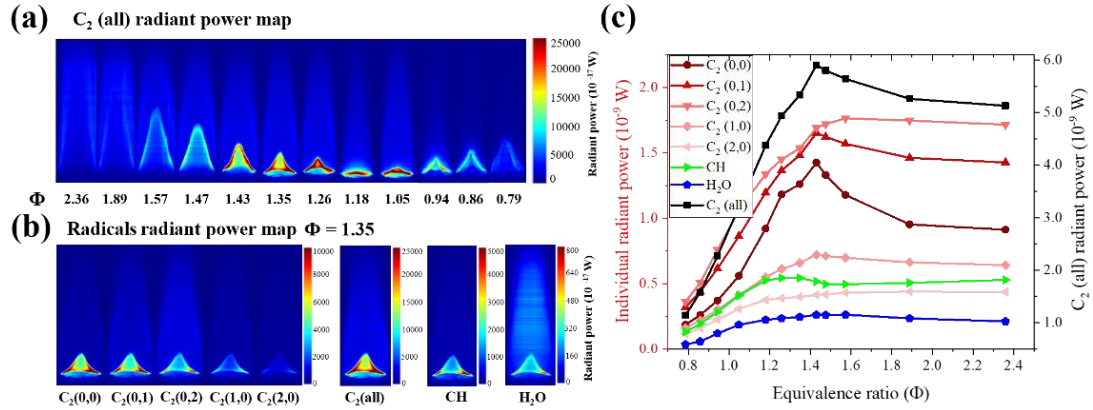 (a)
C₂ (all) radiant power map
25000
20000
15000
10000
5000
0
Radiant power (10⁻¹⁷ W)
Φ
2.36 1.89 1.57 1.47 1.43 1.35 1.26 1.18 1.05 0.94 0.86 0.79
(b)
Radicals radiant power map Φ = 1.35
10000
8000
6000
4000
2000
0
25000
20000
15000
10000
5000
0
5000
4000
3000
2000
1000
0
800
640
480
320
160
0
Radiant power (10⁻¹⁷ W)
C₂(0,0) C₂(0,1) C₂(0,2) C₂(1,0) C₂(2,0) C₂(all) CH H₂O
(c)
C₂ (0,0)
C₂ (0,1)
C₂ (0,2)
C₂ (1,0)
C₂ (2,0)
CH
H₂O
C₂ (all)
Individual radiant power (10⁻⁹ W)
2.0
1.5
1.0
0.5
0.0
6.0
5.0
4.0
3.0
2.0
1.0
C₂ (all) radiant power (10⁻⁹ W)
0.8 1.0 1.2 1.4 1.6 1.8 2.0 2.2 2.4
Equivalence ratio (Φ)